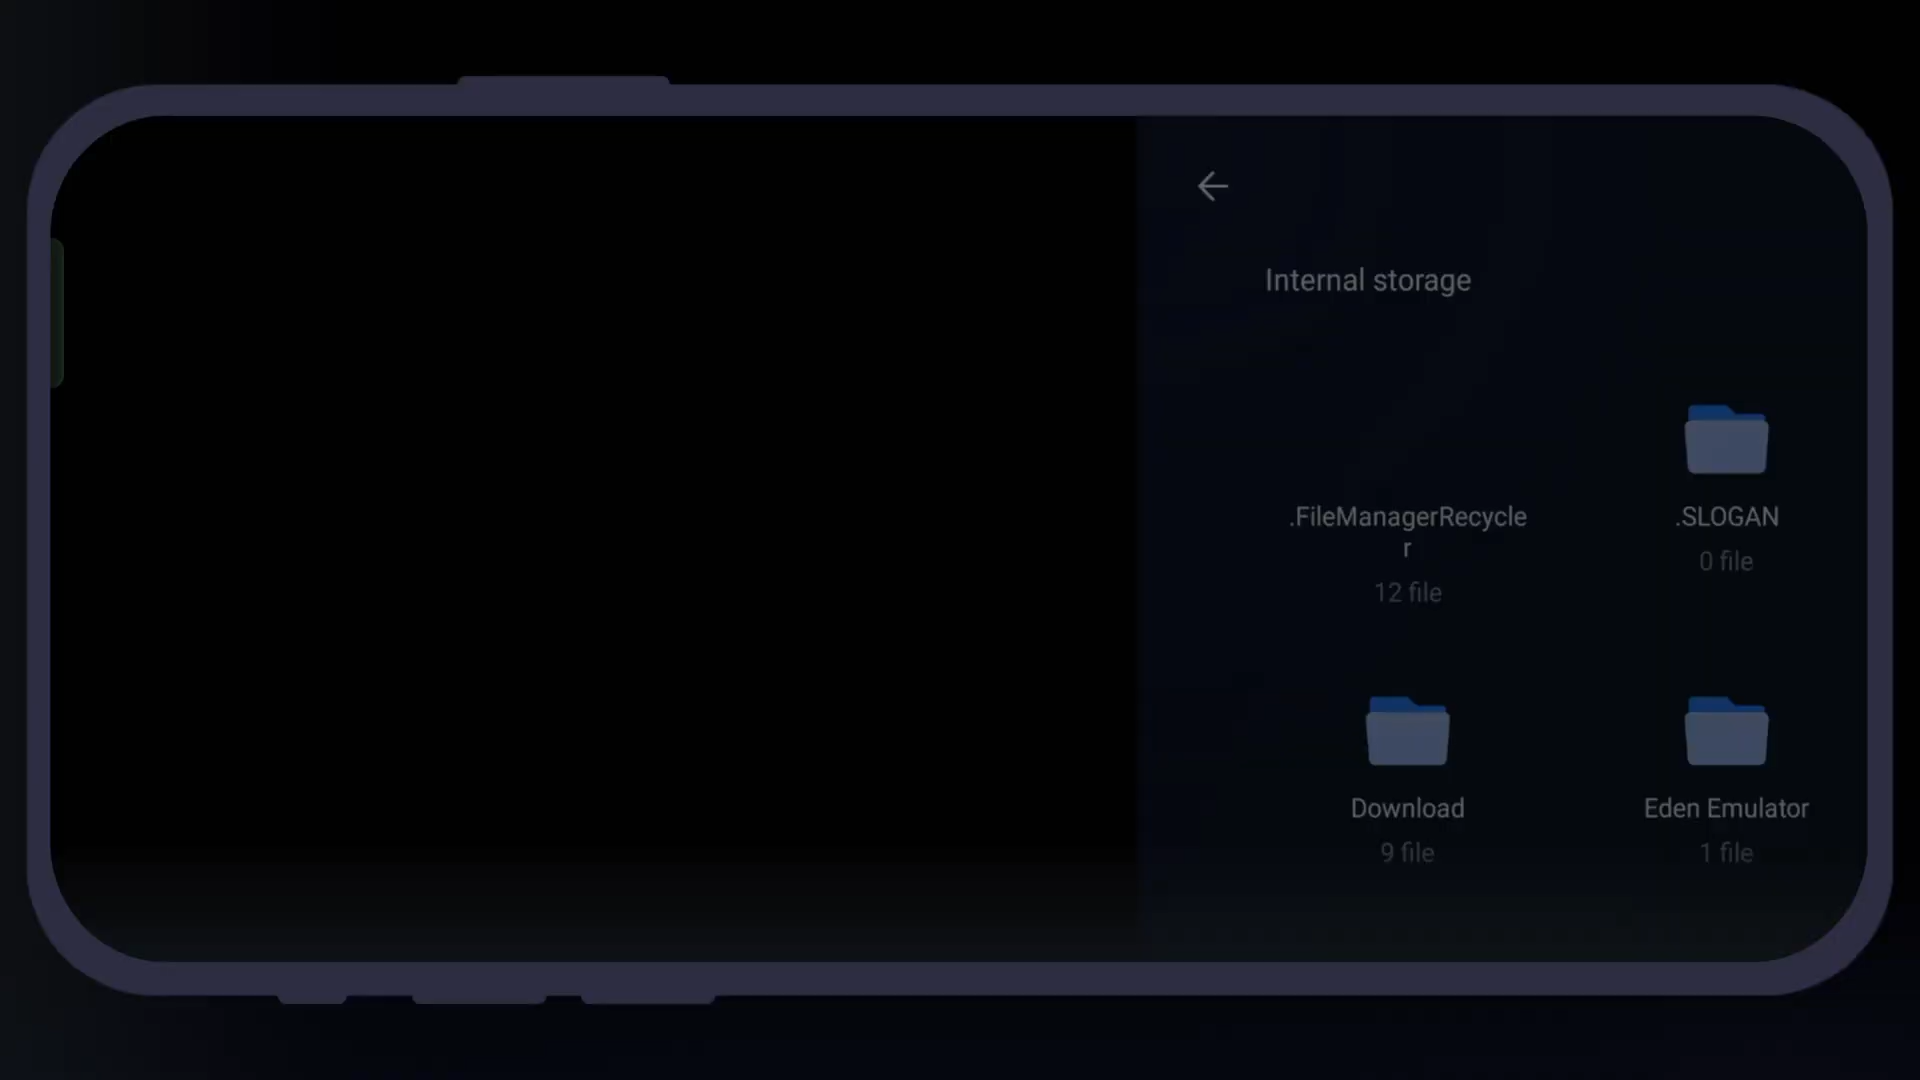 Internal storage
.FileManagerRecycle
r
12 file
.SLOGAN
0 file
Download
9 file
Eden Emulator
1 file